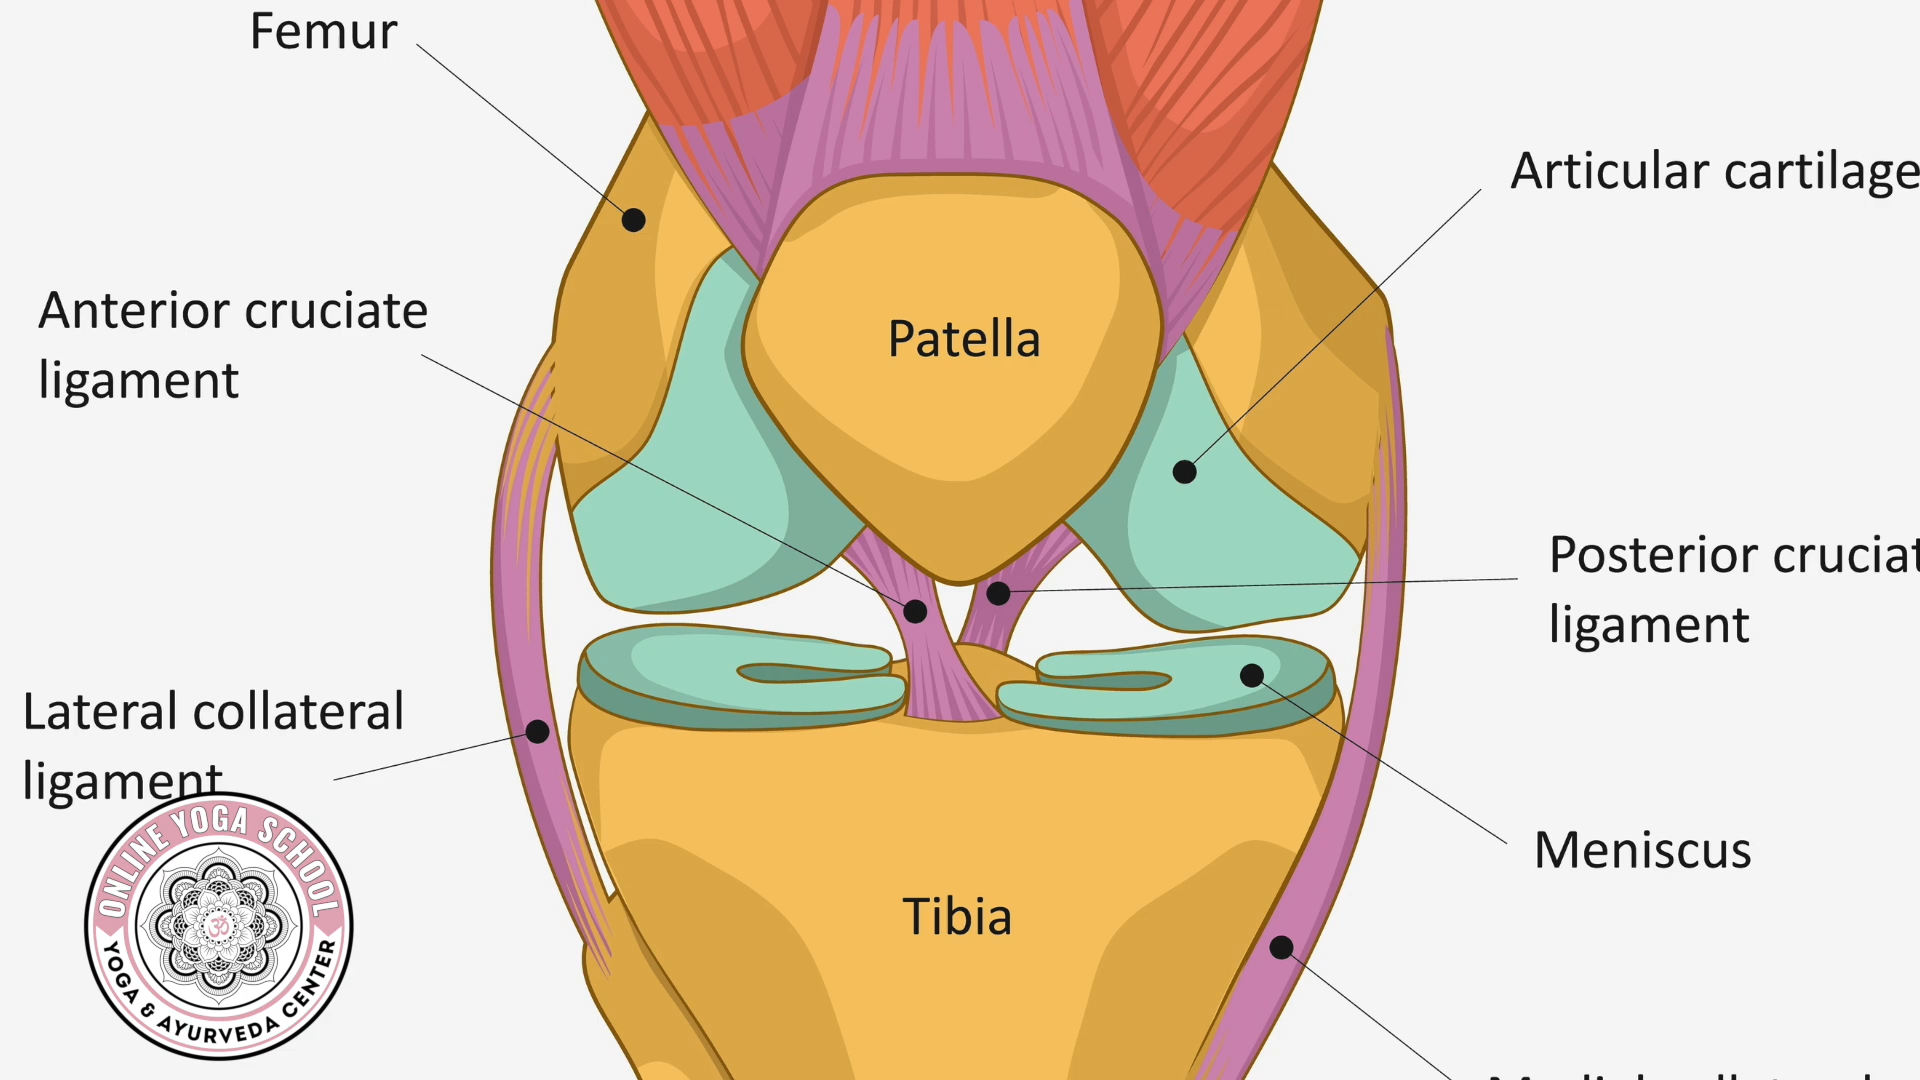 Femur
Articular cartilage
Anterior cruciate
ligament
Patella
Posterior
ligament
Lateral collateral
ligament
Meniscus
Tibia
ONLINE YOGA SCHOOL
ॐ
YOGA & AYURVEDA CENTER